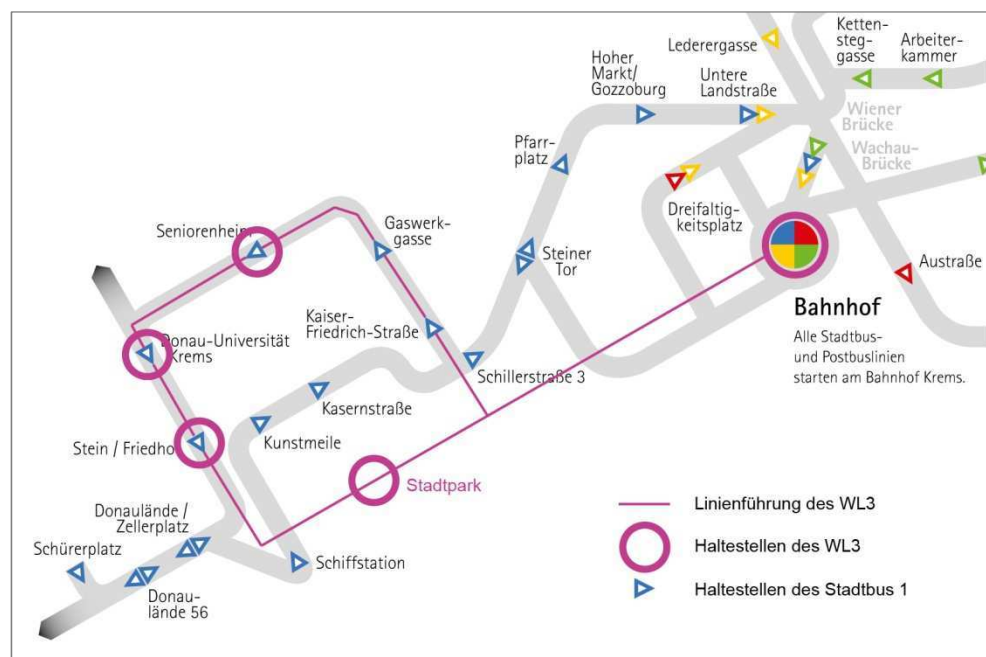 Ketten-
steg-
gasse
Arbeiter-
kammer
Lederergasse
Hoher
Markt/
Gozzoburg
Untere
Landstraße
Wiener
Brücke
Wachau-
Brücke
Pfarr-
platz
Dreifaltig-
keitsplatz
Seniorenheim
Gaswerk-
gasse
Steiner
Tor
Austraße
Kaiser-
Friedrich-Straße
Bahnhof
Alle Stadtbus-
und Postbuslinien
starten am Bahnhof Krems.
Donau-Universität
Krems
Schillerstraße 3
Kasernstraße
Kunstmeile
Stein / Friedho
Stadtpark
Donaulände /
Zellerplatz
Schürerplatz
Schiffstation
Donau-
lände 56
Linienführung des WL3
Haltestellen des WL3
Haltestellen des Stadtbus 1